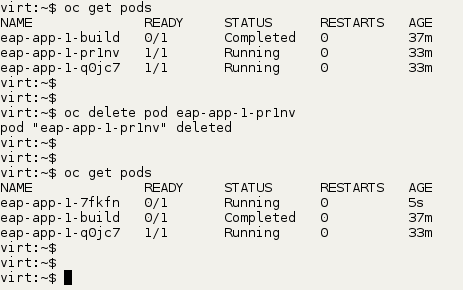 virt:~$ oc get pods
NAME READY STATUS RESTARTS AGE
eap-app-1-build 0/1 Completed 0 37m
eap-app-1-pr1nv 1/1 Running 0 33m
eap-app-1-q0jc7 1/1 Running 0 33m
virt:~$
virt:~$
virt:~$ oc delete pod eap-app-1-pr1nv
pod "eap-app-1-pr1nv" deleted
virt:~$
virt:~$
virt:~$ oc get pods
NAME READY STATUS RESTARTS AGE
eap-app-1-7fkfn 0/1 Running 0 5s
eap-app-1-build 0/1 Completed 0 37m
eap-app-1-q0jc7 1/1 Running 0 33m
virt:~$
virt:~$
virt:~$